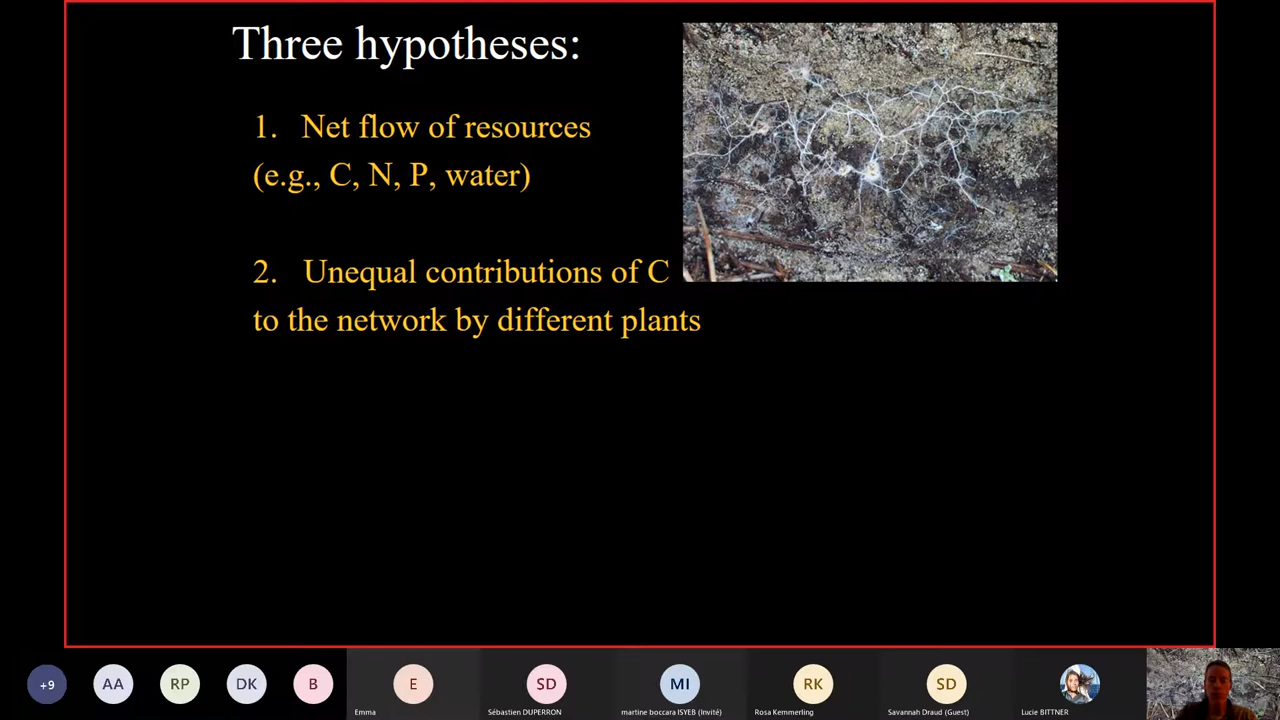 Three hypotheses:
1. Net flow of resources
(e.g., C, N, P, water)
2. Unequal contributions of C
to the network by different plants
+9
AA
RP
DK
B
E
SD
MI
RK
SD
Emma
Sébastien DUPERRON
martine boccara ISYEB (Invité)
Rosa Kemmerling
Savannah Draud (Guest)
Lucie BITTNER